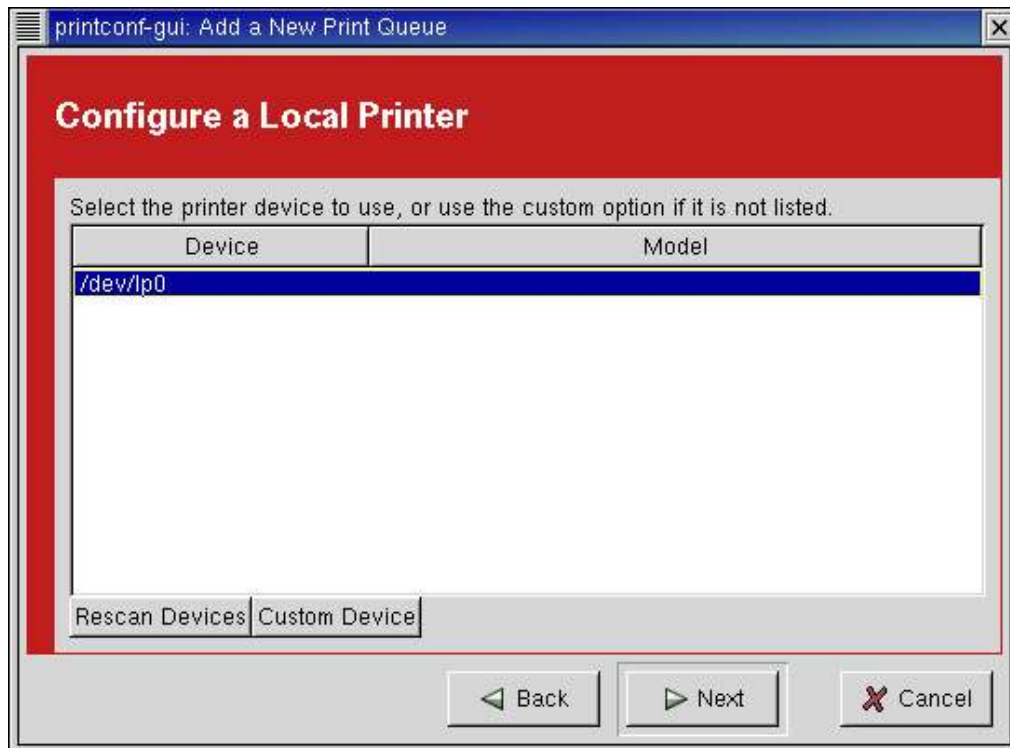 printconf-gui: Add a New Print Queue
Configure a Local Printer
Select the printer device to use, or use the custom option if it is not listed.
Device Model
/dev/lp0
Rescan Devices Custom Device
Back Next Cancel